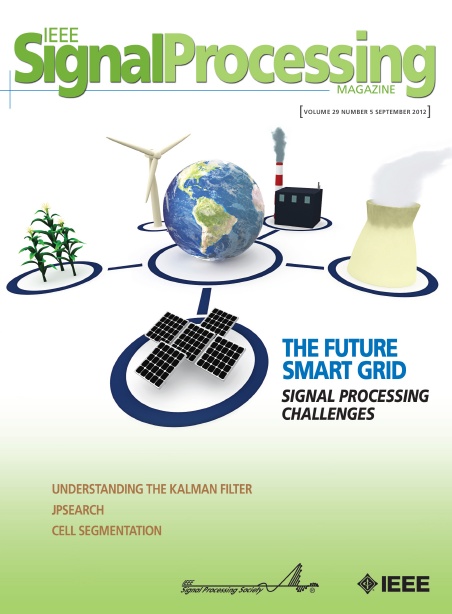 IEEE
SignalProcessing
MAGAZINE
[VOLUME 29 NUMBER 5 SEPTEMBER 2012]
THE FUTURE
SMART GRID
SIGNAL PROCESSING
CHALLENGES
UNDERSTANDING THE KALMAN FILTER
JPSEARCH
CELL SEGMENTATION
Signal Processing Society ®
IEEE